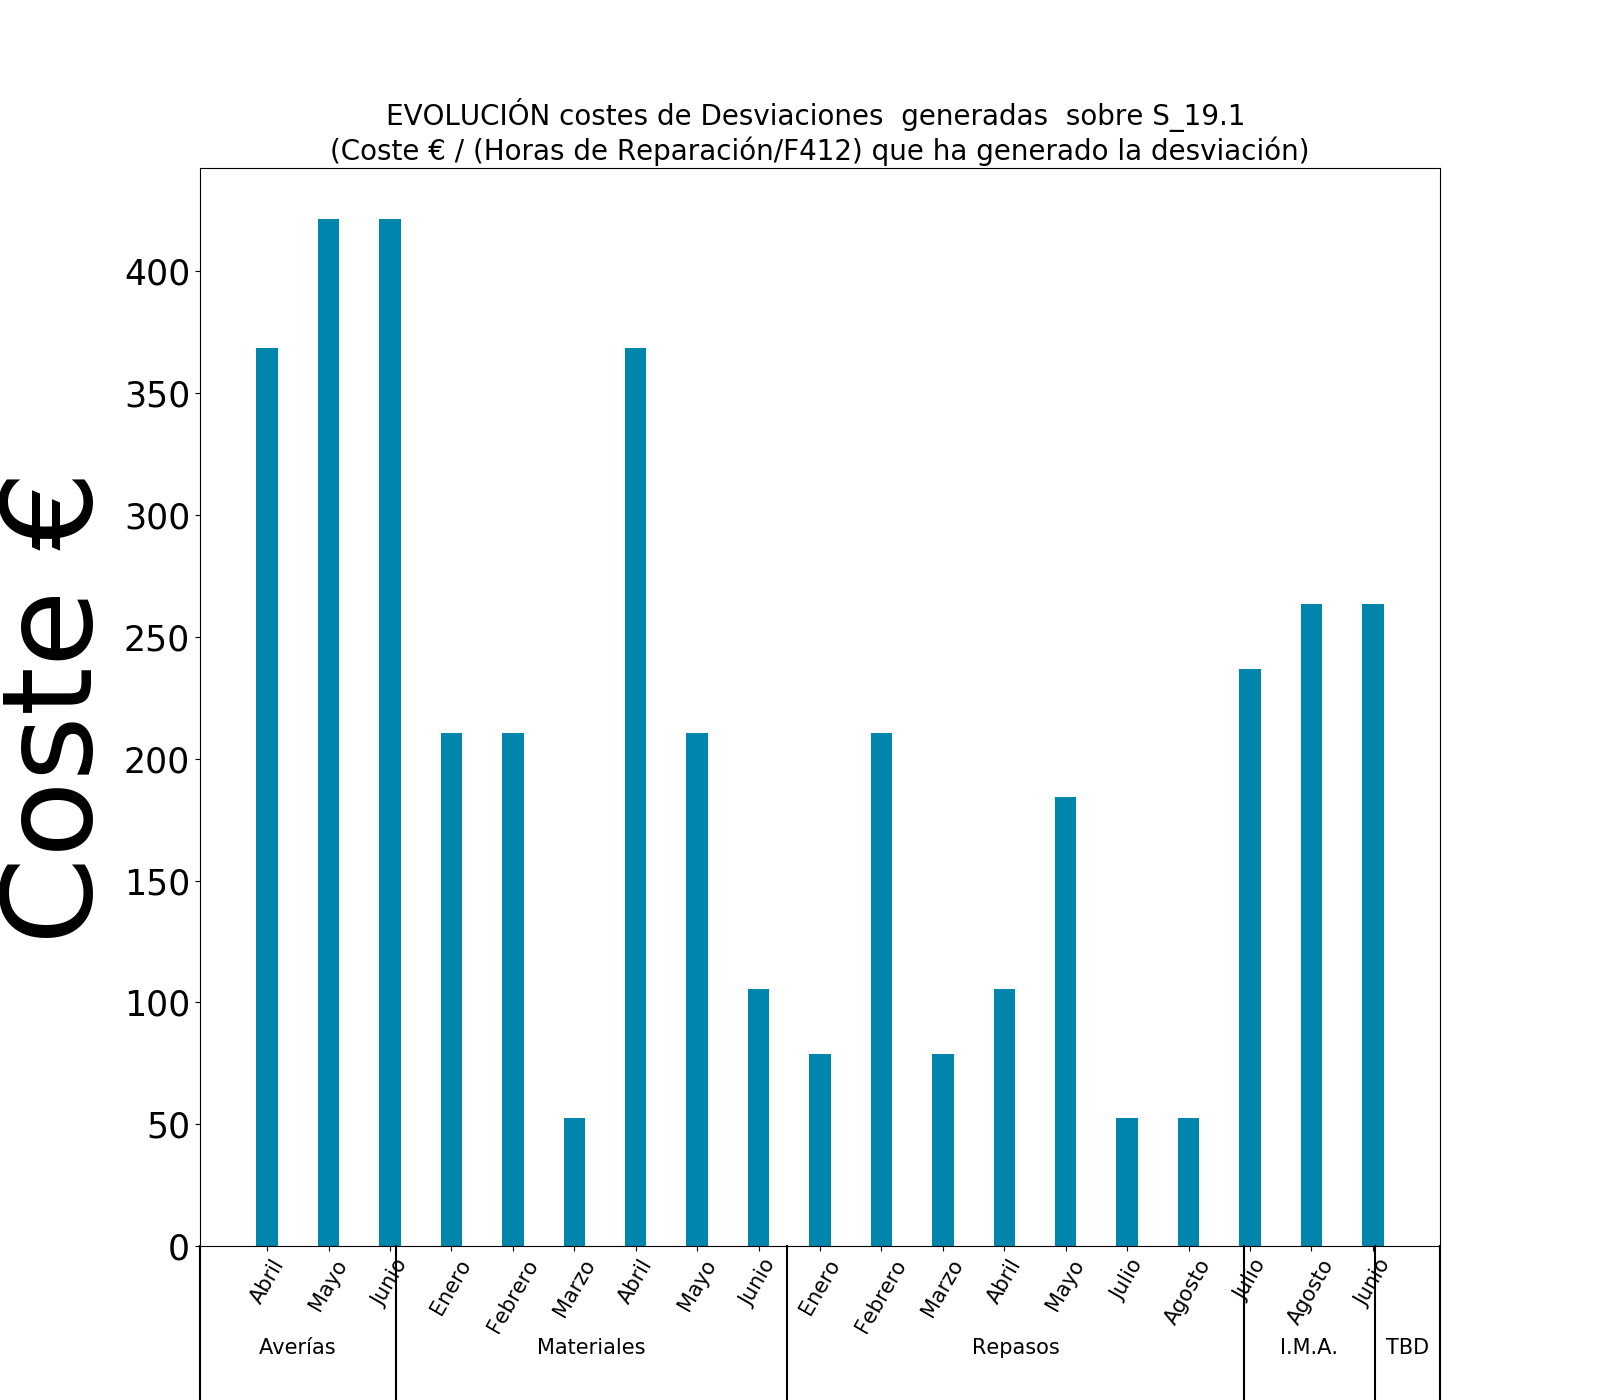 EVOLUCIÓN costes de Desviaciones  generadas  sobre S_19.1
(Coste € / (Horas de Reparación/F412) que ha generado la desviación)
Coste €
400
350
300
250
200
150
100
50
0
Abril Mayo Junio Enero Febrero Marzo Abril Mayo Junio Enero Febrero Marzo Abril Mayo Julio Agosto Julio Agosto Junio
Averías Materiales Repasos I.M.A. TBD